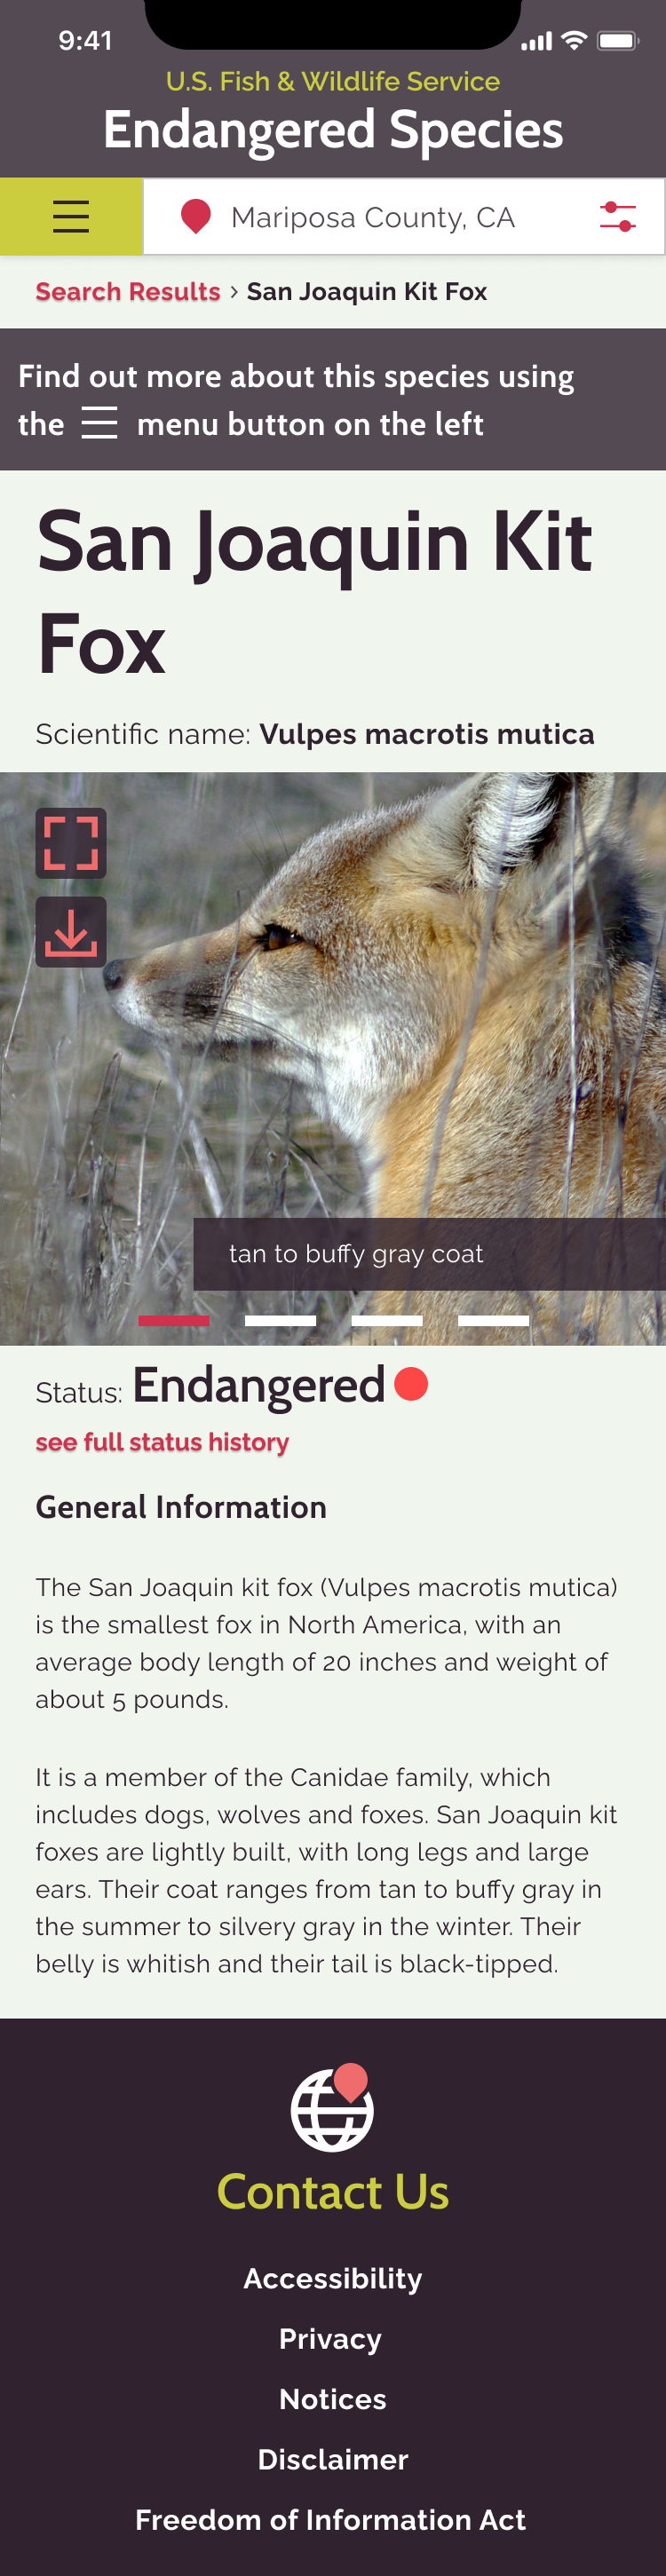 9:41
U.S. Fish & Wildlife Service
Endangered Species
Mariposa County, CA
Search Results › San Joaquin Kit Fox
Find out more about this species using
the menu button on the left
San Joaquin Kit
Fox
Scientific name: Vulpes macrotis mutica
tan to buffy gray coat
Status: Endangered
see full status history
General Information
The San Joaquin kit fox (Vulpes macrotis mutica)
is the smallest fox in North America, with an
average body length of 20 inches and weight of
about 5 pounds.
It is a member of the Canidae family, which
includes dogs, wolves and foxes. San Joaquin kit
foxes are lightly built, with long legs and large
ears. Their coat ranges from tan to buffy gray in
the summer to silvery gray in the winter. Their
belly is whitish and their tail is black-tipped.
Contact Us
Accessibility
Privacy
Notices
Disclaimer
Freedom of Information Act